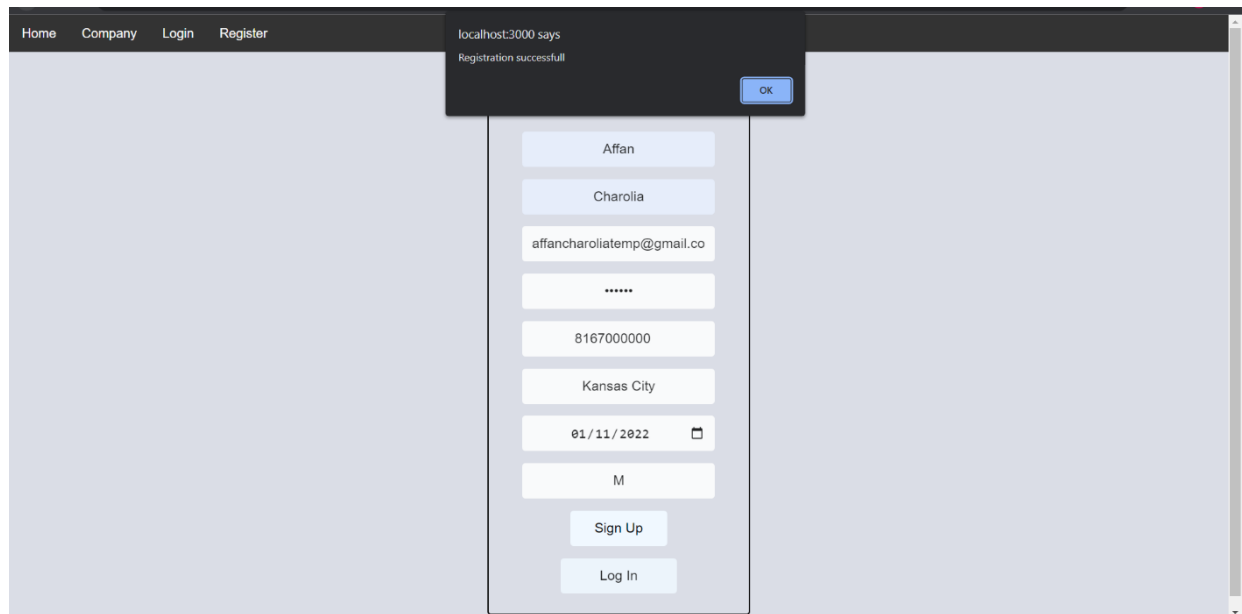 Home Company Login Register
localhost:3000 says
Registration successfull
OK
Affan
Charolia
affancharoliatemp@gmail.co
••••••
8167000000
Kansas City
01/11/2022
M
Sign Up
Log In